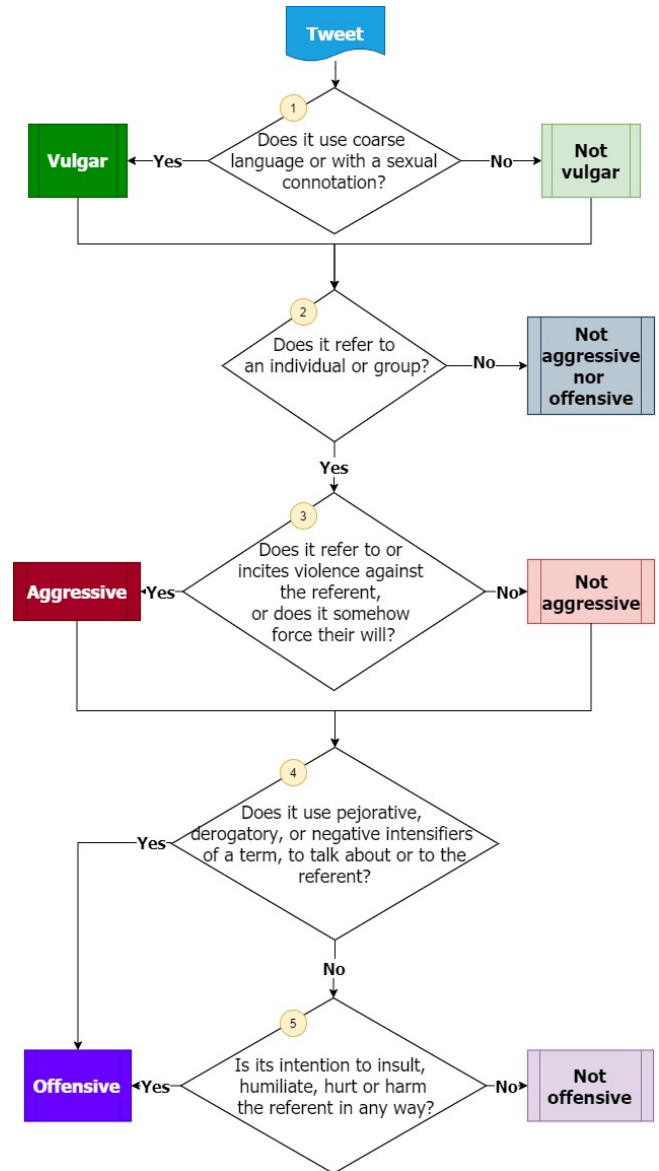 Tweet
1
Does it use coarse
language or with a sexual
connotation?
Vulgar
Yes
No
Not
vulgar
2
Does it refer to
an individual or group?
No
Not
aggressive
nor
offensive
Yes
3
Does it refer to or
incites violence against
the referent,
or does it somehow
force their will?
Aggressive
Yes
No
Not
aggressive
4
Does it use pejorative,
derogatory, or negative intensifiers
of a term, to talk about or to the
referent?
Yes
No
5
Is its intention to insult,
humiliate, hurt or harm
the referent in any way?
Offensive
Yes
No
Not
offensive